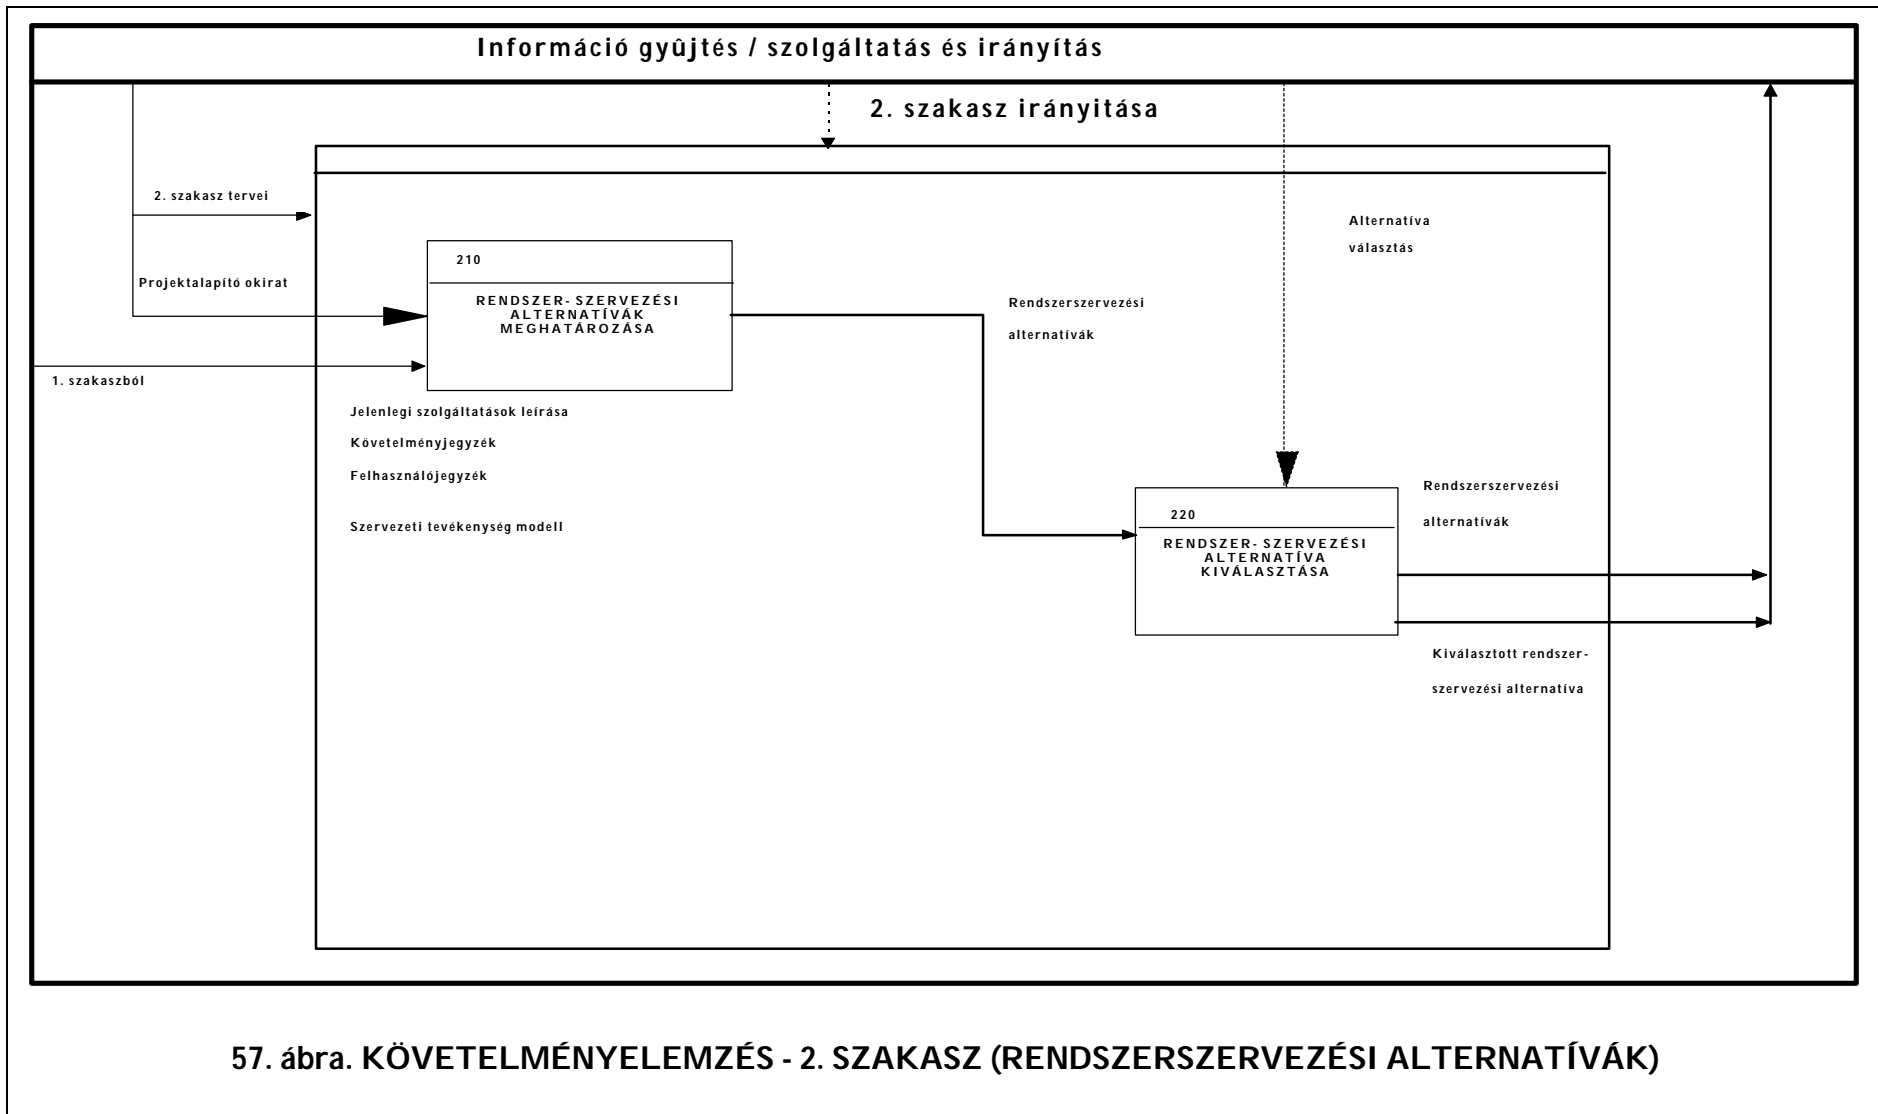 Információ gyûjtés / szolgáltatás és irányítás
2. szakasz irányitása
2. szakasz tervei
Alternatíva
választás
210
Projektalapító okirat
RENDSZER- SZERVEZÉSI
ALTERNATÍVÁK
MEGHATÁROZÁSA
Rendszerszervezési
alternatívák
1. szakaszból
Jelenlegi szolgáltatások leírása
Követelményjegyzék
Felhasználójegyzék
Szervezeti tevékenység modell
Rendszerszervezési
alternatívák
220
RENDSZER- SZERVEZÉSI
ALTERNATÍVA
KIVÁLASZTÁSA
Kiválasztott rendszer-
szervezési alternatíva
57. ábra. KÖVETELMÉNYELEMZÉS - 2. SZAKASZ (RENDSZERSZERVEZÉSI ALTERNATÍVÁK)